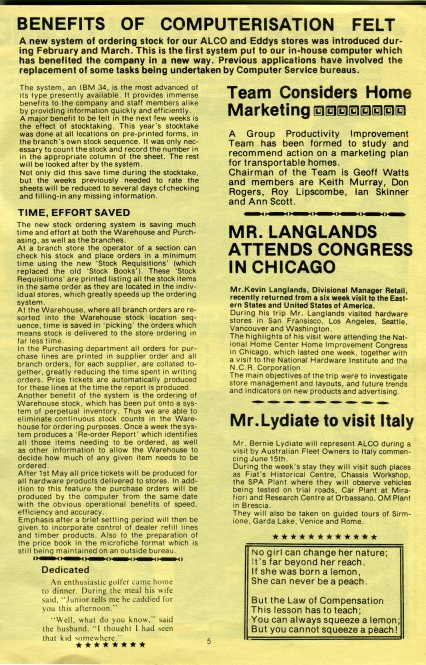 BENEFITS OF COMPUTERISATION FELT
A new system of ordering stock for our ALCO and Eddys stores was introduced dur-
ing February and March. This is the first system put to our in-house computer which
has benefited the company in a new way. Previous applications have involved the
replacement of some tasks being undertaken by Computer Service bureaus.
The system, an IBM 34, is the most advanced of
its type presently available. It provides immense
benefits to the company and staff members alike
by providing information quickly and efficiently.
A major benefit to be felt in the next few weeks is
the effect of stocktaking. This year's stocktake
was done at all locations on pre-printed forms, in
the branch's own stock sequence. It was only nec-
essary to count the stock and record the number in
in the appropriate column of the sheet. The rest
will be looked after by the system.
Not only did this save time during the stocktake,
but the weeks previously needed to rate the
sheets will be reduced to several days of checking
and filling-in any missing information.
TIME, EFFORT SAVED
The new stock ordering system is saving much
time and effort at both the Warehouse and Purch-
asing, as well as the branches.
At a branch store the operator of a section can
check his stock and place orders in a minimum
time using the new 'Stock Requisitions' (which
replaced the old 'Stock Books'). These 'Stock
Requisitions' are printed listing all the stock items
in the same order as they are located in the indiv-
idual stores, which greatly speeds up the ordering
system.
At the Warehouse, where all branch orders are re-
sorted into the Warehouse stock location seq-
uence, time is saved in 'picking' the orders which
means stock is delivered to the store ordering in
far less time.
In the Purchasing department all orders for pur-
chase lines are printed in supplier order and all
branch orders, for each supplier, are collated to-
gether, greatly reducing the time spent in writing
orders. Price tickets are automatically produced
for these lines at the time the report is produced.
Another benefit of the system is the ordering of
Warehouse stock, which has been put onto a sys-
tem of perpetual inventory. Thus we are able to
eliminate continuous stock counts in the Ware-
house for ordering purposes. Once a week the sys-
tem produces a 'Re-order Report' which identifies
all those items needing to be ordered, as well
as other information to allow the Warehouse to
decide how much of any given item needs to be
ordered.
After 1st May all price tickets will be produced for
all hardware products delivered to stores. In add-
ition to this feature the purchase orders will be
produced by the computer from the same date
with the obvious operational benefits of speed,
efficiency and accuracy.
Emphasis after a brief settling period will then be
given to incorporate control of dealer refill lines
and timber products. Also to the preparation of
the price book in the microfiche format which is
still being maintained on an outside bureau.
Dedicated
An enthusiastic golfer came home
to dinner. During the meal his wife
said, "Junior tells me he caddied for
you this afternoon."
"Well, what do you know," said
the husband, "I thought I had seen
that kid somewhere."
Team Considers Home
Marketing
A Group Productivity Improvement
Team has been formed to study and
recommend action on a marketing plan
for transportable homes.
Chairman of the Team is Geoff Watts
and members are Keith Murray, Don
Rogers, Roy Lipscombe, Ian Skinner
and Ann Scott.
MR. LANGLANDS
ATTENDS CONGRESS
IN CHICAGO
Mr. Kevin Langlands, Divisional Manager Retail,
recently returned from a six week visit to the East-
ern States and United States of America.
During his trip Mr. Langlands visited hardware
stores in San Fransisco, Los Angeles, Seattle,
Vancouver and Washington.
The highlights of his visit were attending the Nat-
ional Home Center Home Improvement Congress
in Chicago, which lasted one week, together with
a visit to the National Hardware Institute and the
N.C.R. Corporation.
The main objectives of the trip were to investigate
store management and layouts, and future trends
and indicators on new products and advertising.
Mr. Lydiate to visit Italy
Mr. Bernie Lydiate will represent ALCO during a
visit by Australian Fleet Owners to Italy commen-
cing June 15th.
During the week's stay they will visit such places
as Fiat's Historical Centre, Chassis Workshop,
the SPA Plant where they will observe vehicles
being tested on trial roads, Car Plant at Mira-
fiori and Research Centre at Orbassano, OM Plant
in Brescia.
They will also be taken on guided tours of Sirm-
ione, Garda Lake, Venice and Rome.
No girl can change her nature;
It's far beyond her reach.
If she was born a lemon,
She can never be a peach.
But the Law of Compensation
This lesson has to teach;
You can always squeeze a lemon;
But you cannot squeeze a peach!
5